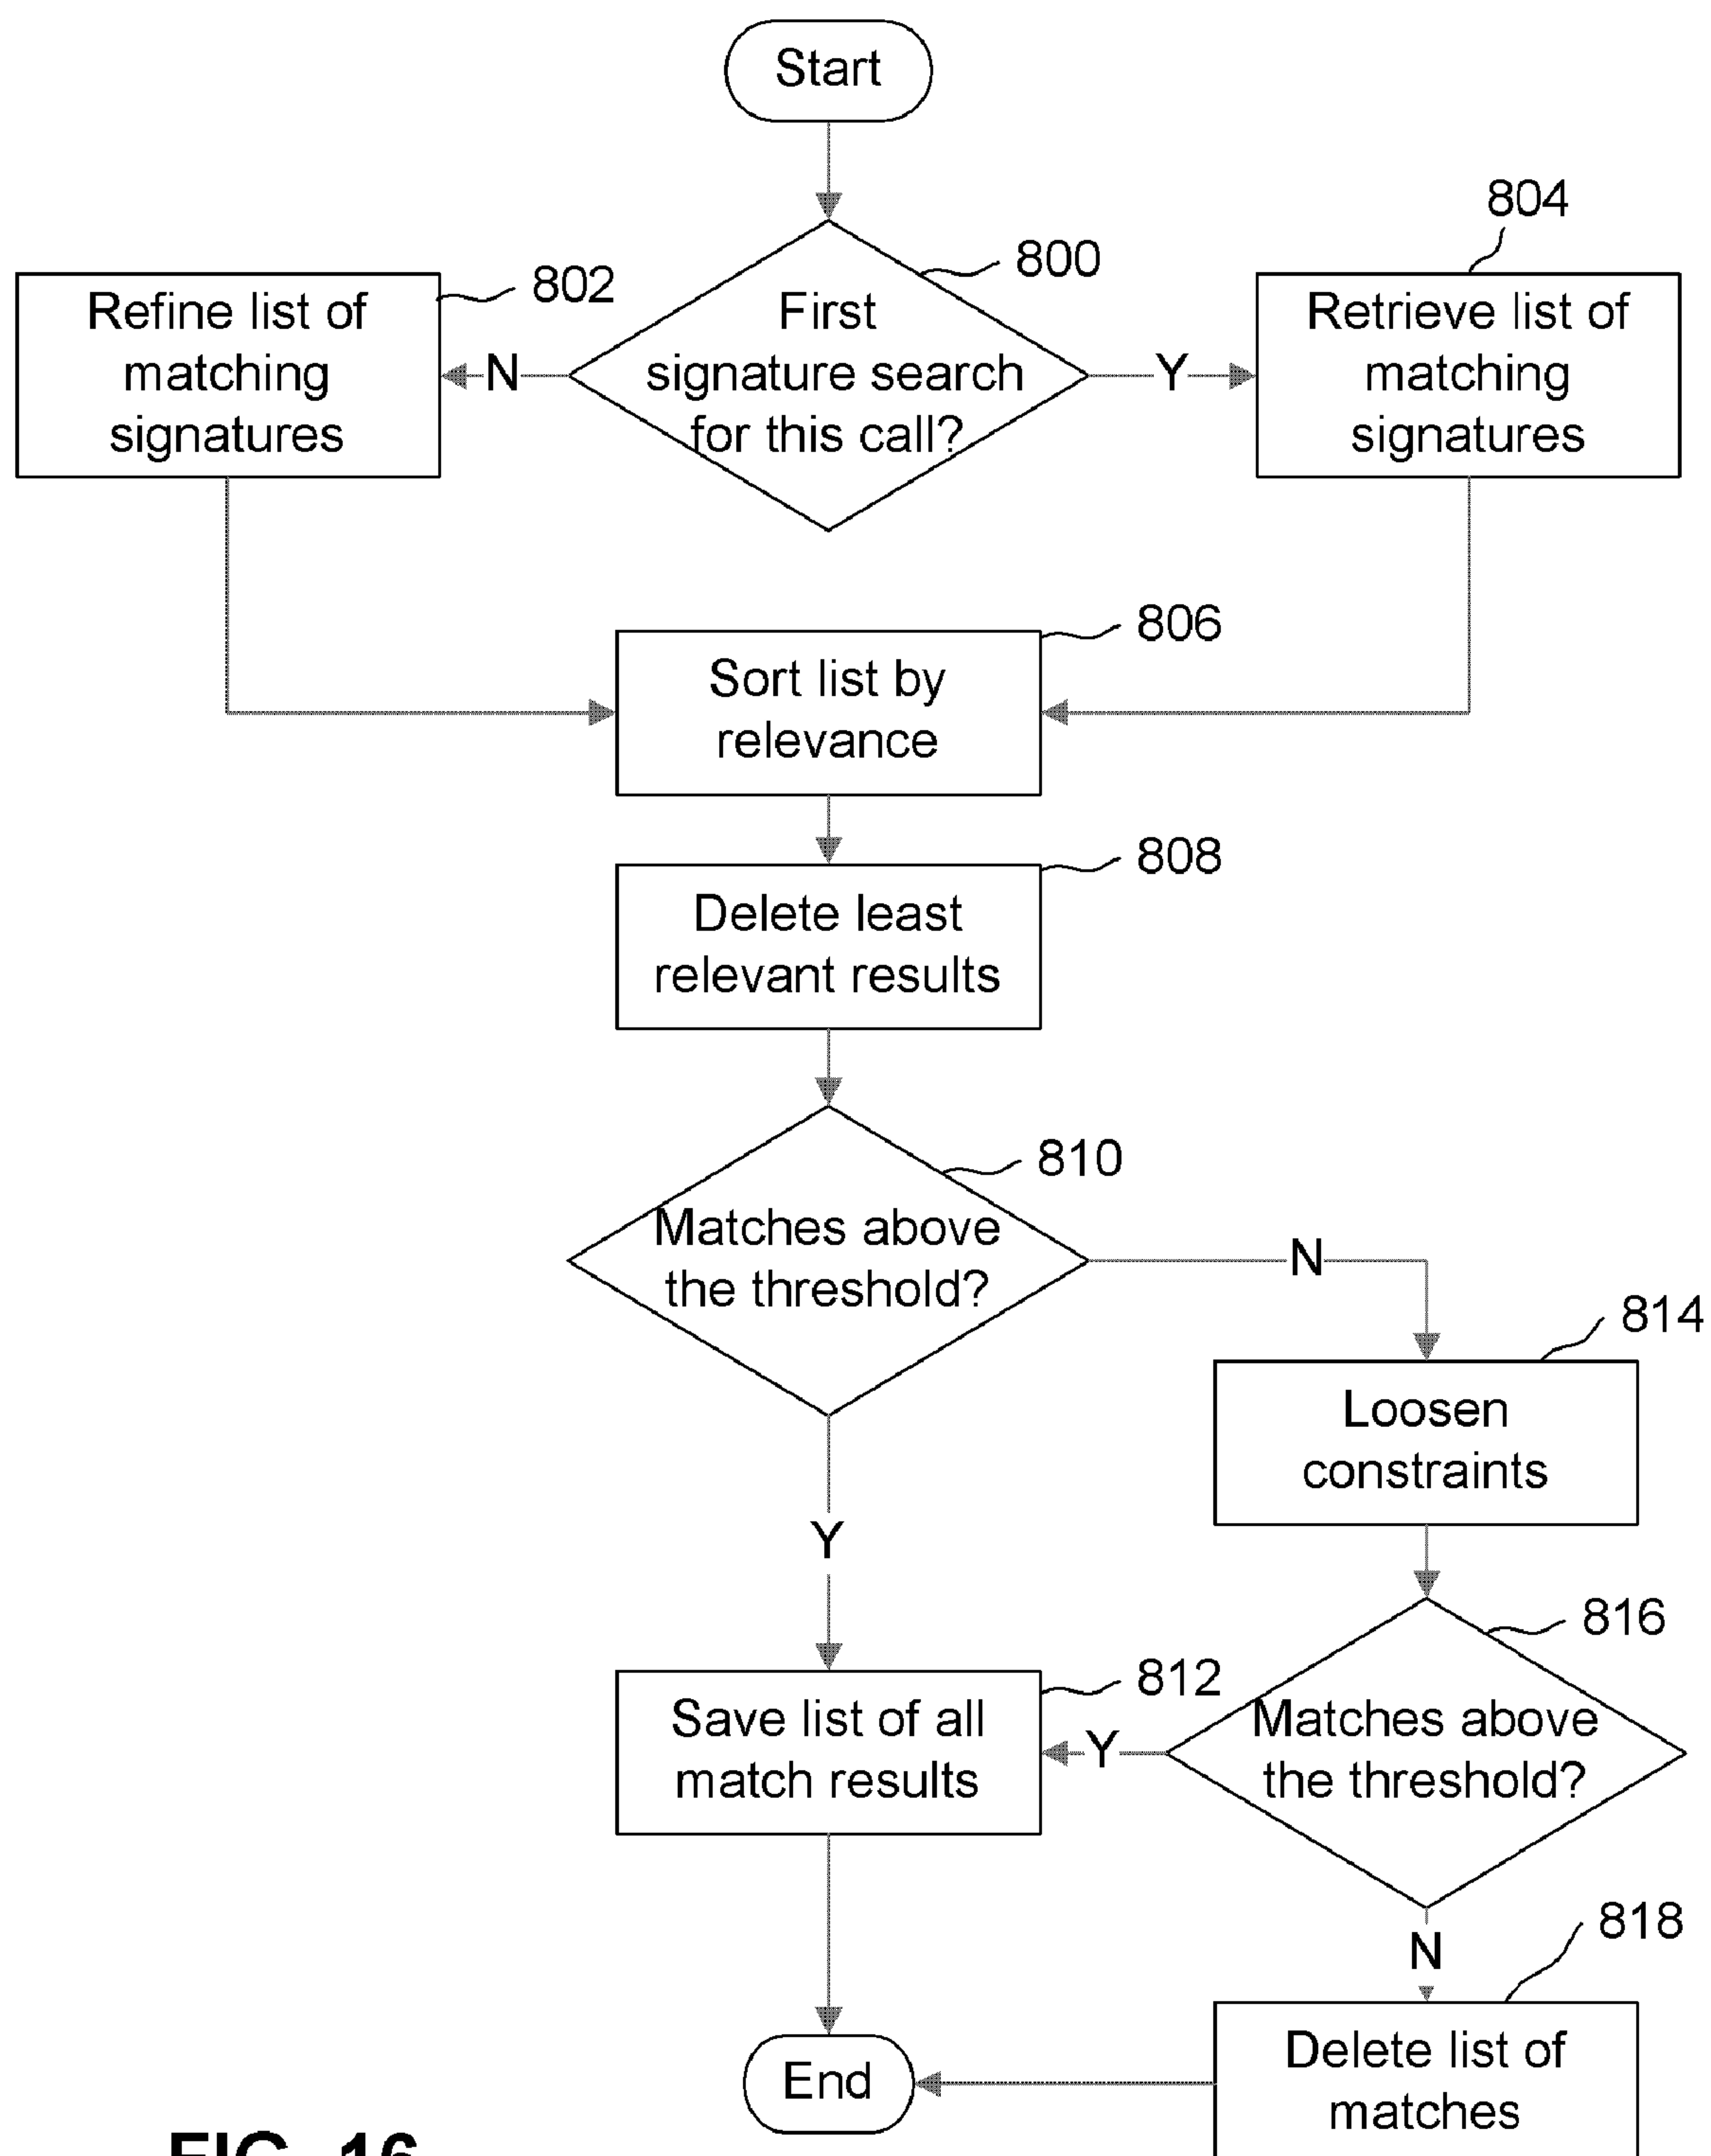 Start
804
800
802
Refine list of
matching
signatures
N
First
signature search
for this call?
Y
Retrieve list of
matching
signatures
806
Sort list by
relevance
808
Delete least
relevant results
810
Matches above
the threshold?
N
814
Loosen
constraints
Y
816
812
Save list of all
match results
Y
Matches above
the threshold?
N
818
Delete list of
matches
End
FIG. 16